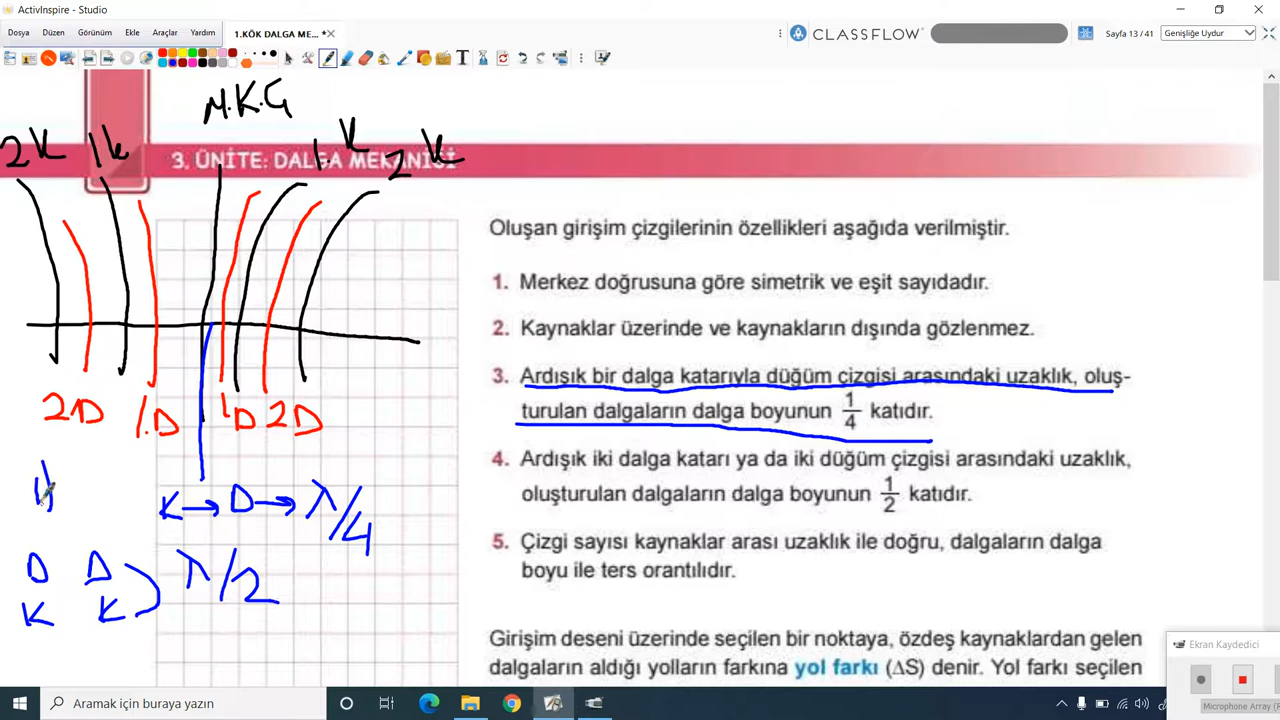 ActivInspire - Studio
Dosya Düzen Görünüm Ekle Araçlar Yardım
1.KÖK DALGA ME... *
CLASSFLOW
Sayfa 13 / 41
Genişliğe Uydur
M.K.G
2K 1k 1.K 2K
3. ÜNİTE: DALGA MEKANİĞİ
Oluşan girişim çizgilerinin özellikleri aşağıda verilmiştir.
1. Merkez doğrusuna göre simetrik ve eşit sayıdadır.
2. Kaynaklar üzerinde ve kaynakların dışında gözlenmez.
3. Ardışık bir dalga katarıyla düğüm çizgisi arasındaki uzaklık, oluş-
turulan dalgaların dalga boyunun 1/4 katıdır.
4. Ardışık iki dalga katarı ya da iki düğüm çizgisi arasındaki uzaklık,
oluşturulan dalgaların dalga boyunun 1/2 katıdır.
5. Çizgi sayısı kaynaklar arası uzaklık ile doğru, dalgaların dalga
boyu ile ters orantılıdır.
Girişim deseni üzerinde seçilen bir noktaya, özdeş kaynaklardan gelen
dalgaların aldığı yolların farkına yol farkı (ΔS) denir. Yol farkı seçilen
2D 1.D 1D 2D
K → D → λ/4
D D
K K ) λ/2
Ekran Kaydedici
Microphone Array (R
Aramak için buraya yazın